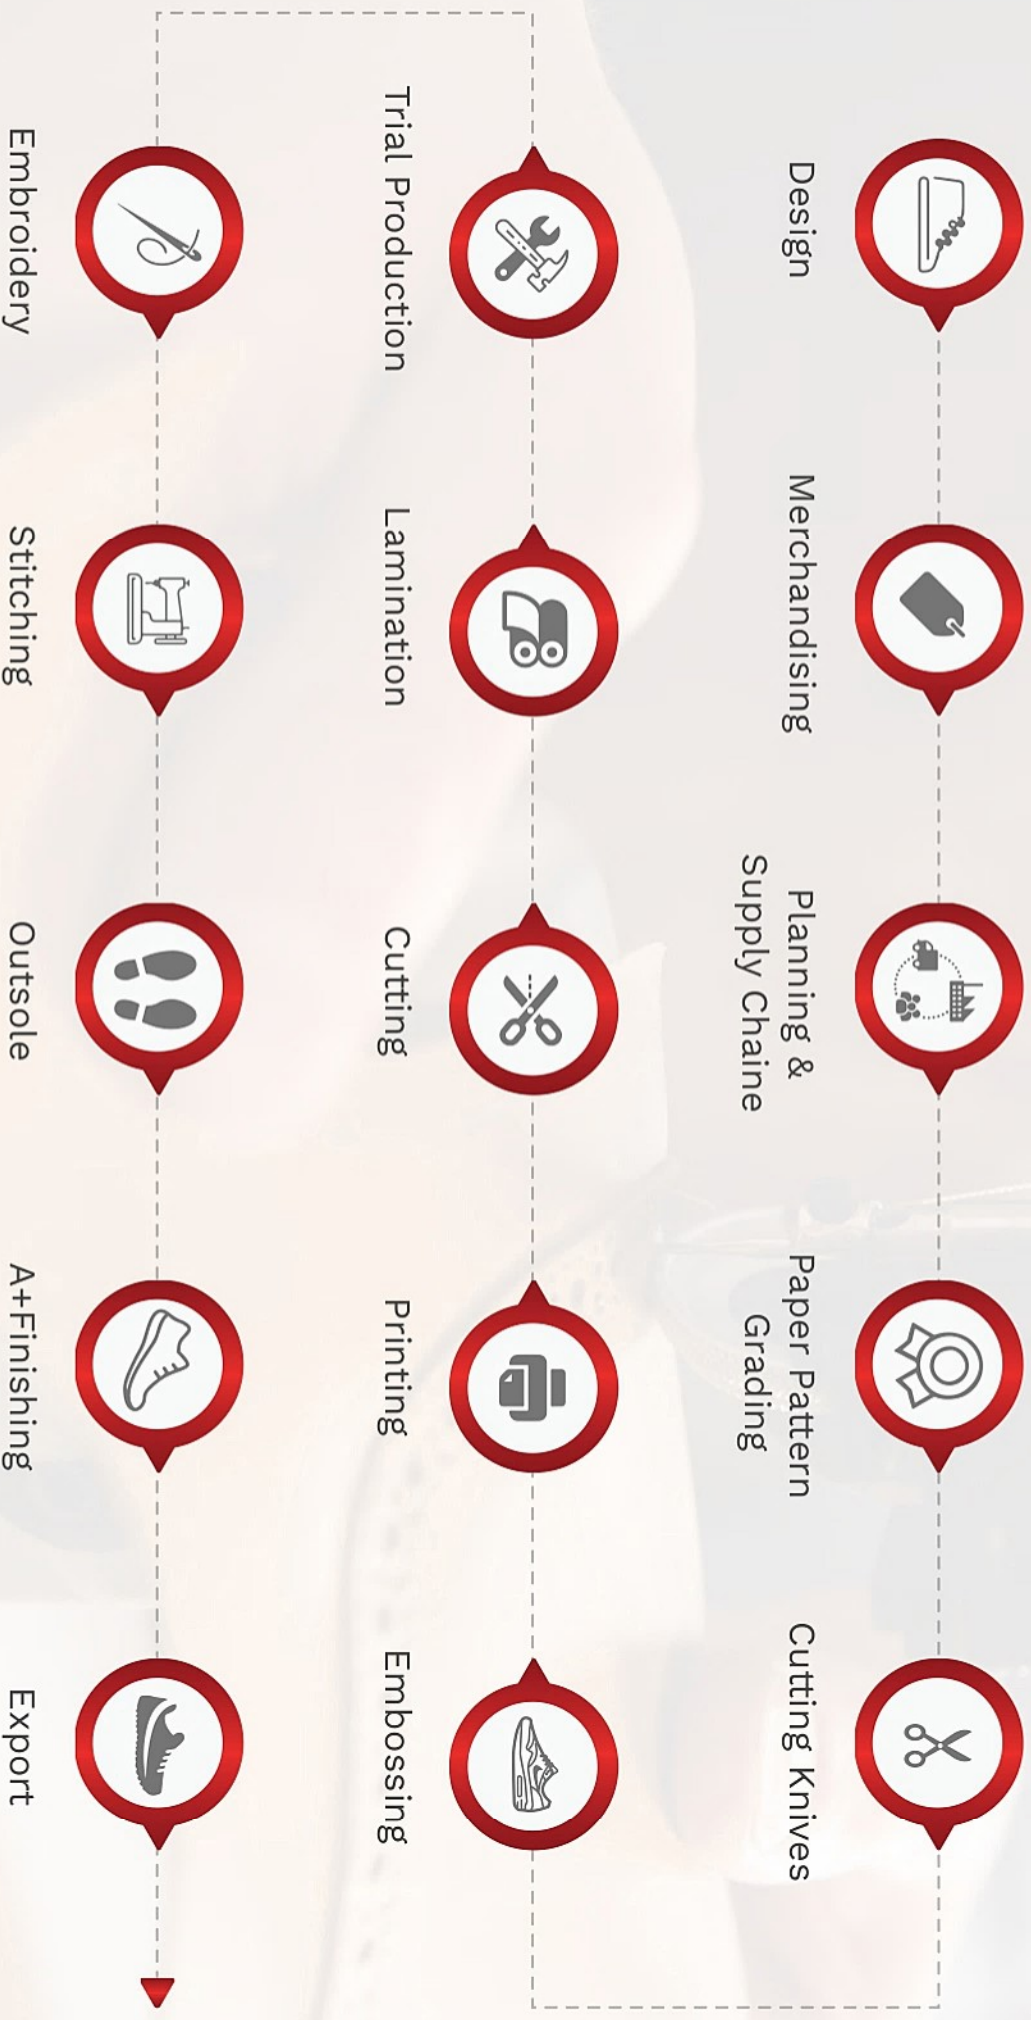 Design
Merchandising
Planning &
Supply Chaine
Paper Pattern
Grading
Cutting Knives
Trial Production
Lamination
Cutting
Printing
Embossing
Embroidery
Stitching
Outsole
A+Finishing
Export